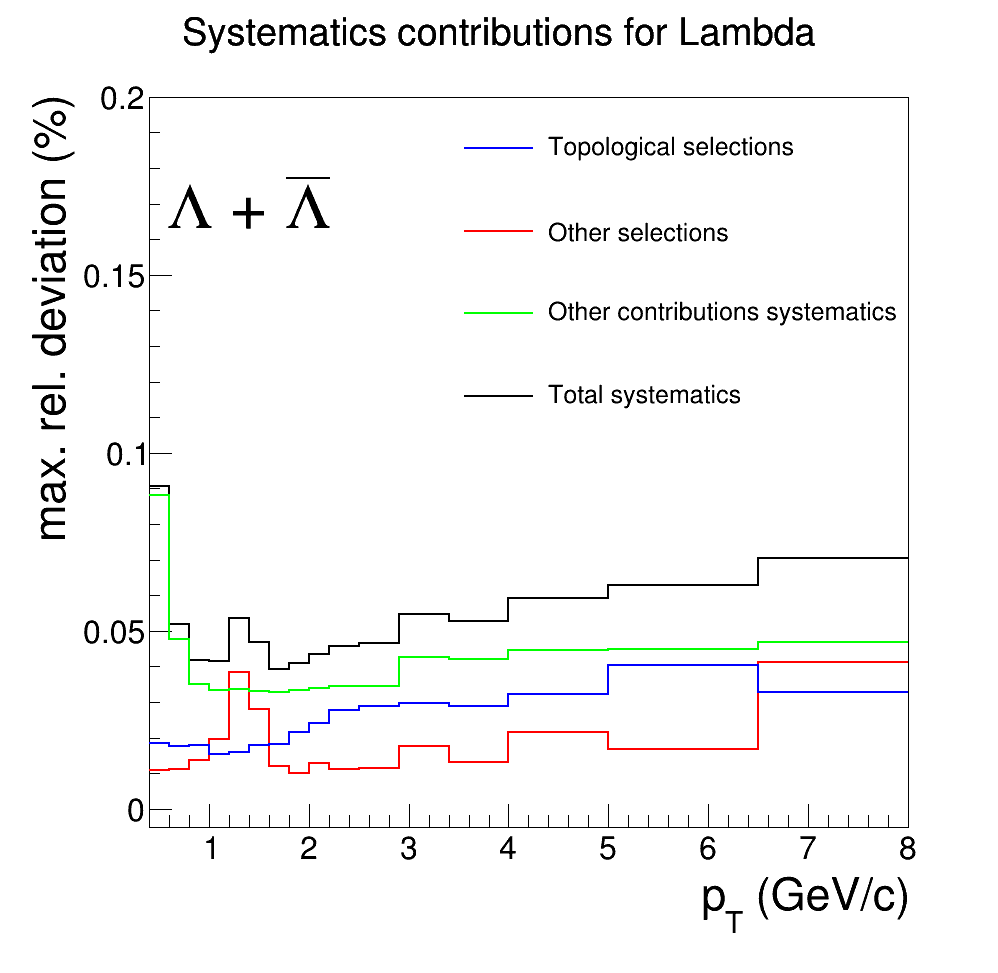 Systematics contributions for Lambda
max. rel. deviation (%)
0.2
0.15
0.1
0.05
0
Λ + Λ̅
Topological selections
Other selections
Other contributions systematics
Total systematics
1 2 3 4 5 6 7 8
p_T (GeV/c)